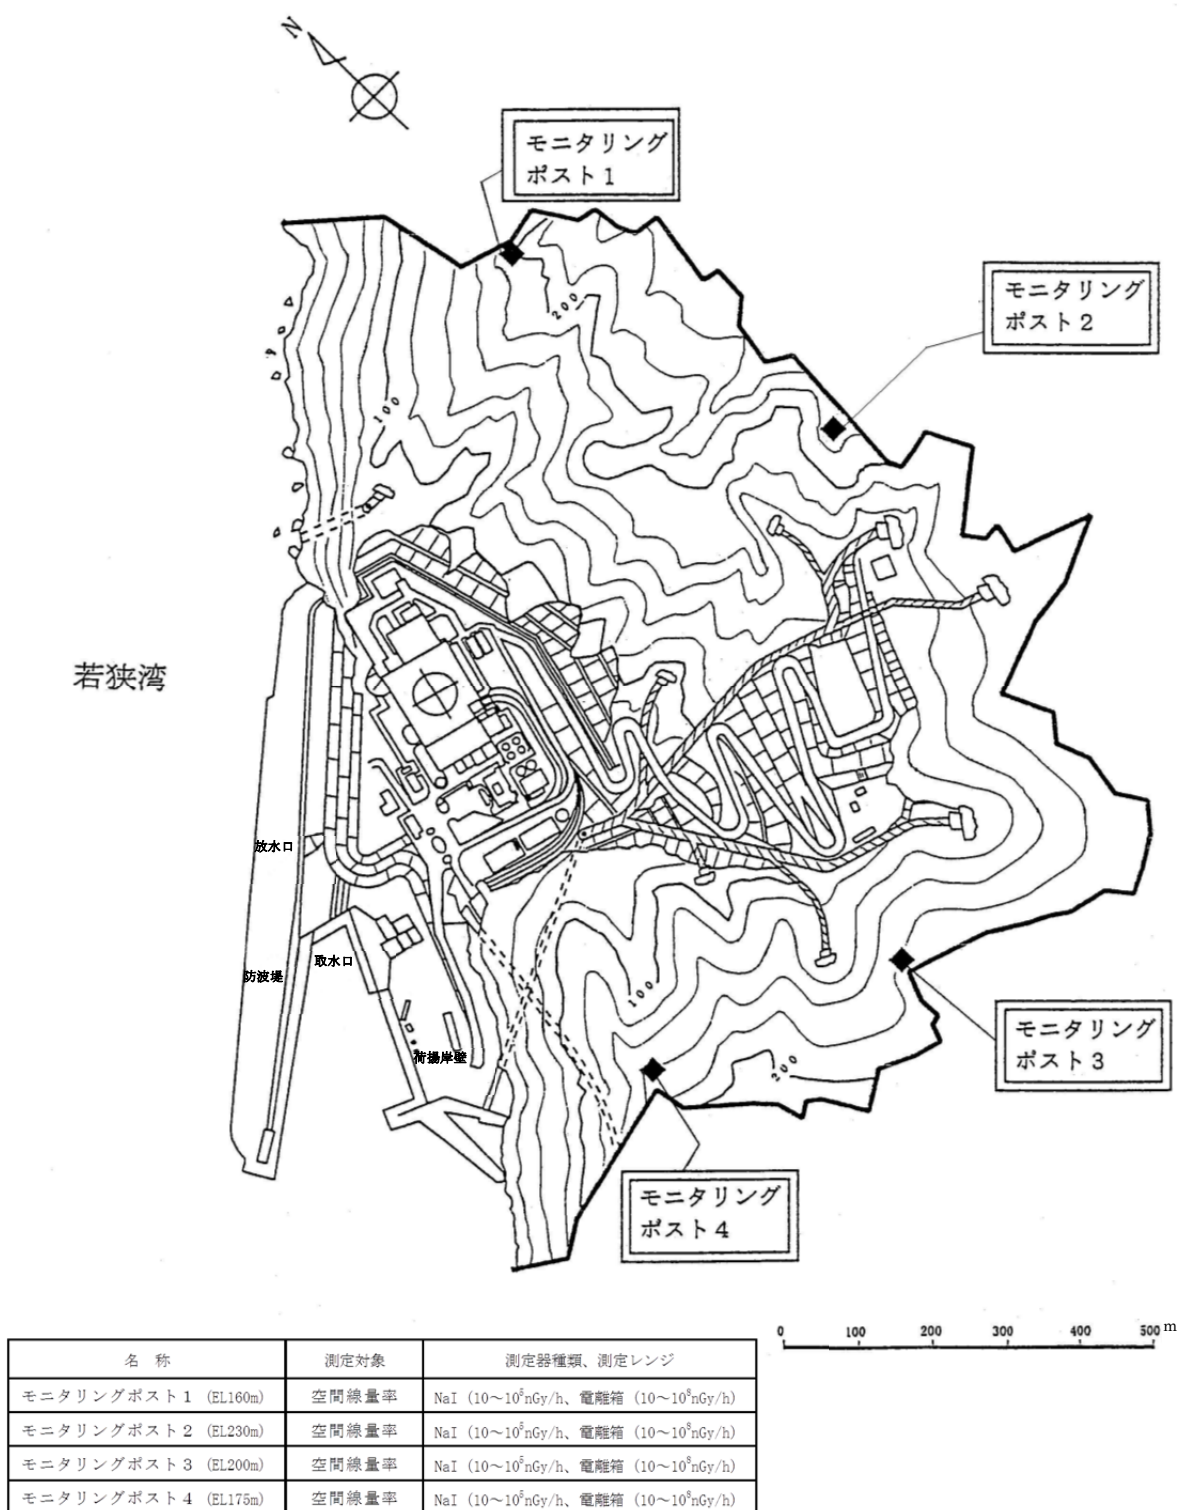 N
モニタリング
ポスト1
モニタリング
ポスト2
200
100
若狭湾
放水口
防波堤
取水口
荷揚岸壁
100
200
モニタリング
ポスト3
モニタリング
ポスト4
0 100 200 300 400 500 m
名 称 測定対象 測定器種類、測定レンジ
モニタリングポスト1 (EL160m) 空間線量率 NaI (10～10⁵nGy/h、電離箱 (10～10⁸nGy/h)
モニタリングポスト2 (EL230m) 空間線量率 NaI (10～10⁵nGy/h、電離箱 (10～10⁸nGy/h)
モニタリングポスト3 (EL200m) 空間線量率 NaI (10～10⁵nGy/h、電離箱 (10～10⁸nGy/h)
モニタリングポスト4 (EL175m) 空間線量率 NaI (10～10⁵nGy/h、電離箱 (10～10⁸nGy/h)